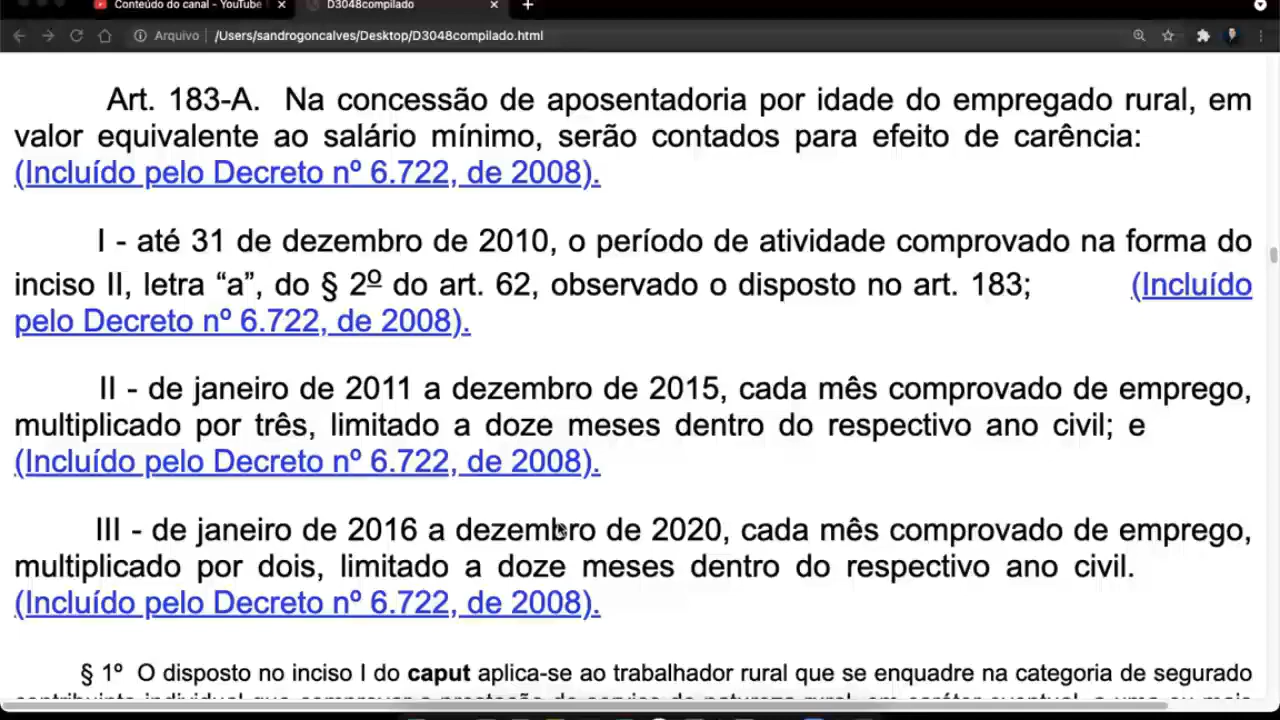 Conteúdo do canal - YouTube
D3048compilado
Arquivo /Users/sandrogoncalves/Desktop/D3048compilado.html
Art. 183-A. Na concessão de aposentadoria por idade do empregado rural, em
valor equivalente ao salário mínimo, serão contados para efeito de carência:
(Incluído pelo Decreto nº 6.722, de 2008).
I - até 31 de dezembro de 2010, o período de atividade comprovado na forma do
inciso II, letra “a”, do § 2º do art. 62, observado o disposto no art. 183; (Incluído
pelo Decreto nº 6.722, de 2008).
II - de janeiro de 2011 a dezembro de 2015, cada mês comprovado de emprego,
multiplicado por três, limitado a doze meses dentro do respectivo ano civil; e
(Incluído pelo Decreto nº 6.722, de 2008).
III - de janeiro de 2016 a dezembro de 2020, cada mês comprovado de emprego,
multiplicado por dois, limitado a doze meses dentro do respectivo ano civil.
(Incluído pelo Decreto nº 6.722, de 2008).
§ 1º O disposto no inciso I do caput aplica-se ao trabalhador rural que se enquadre na categoria de segurado